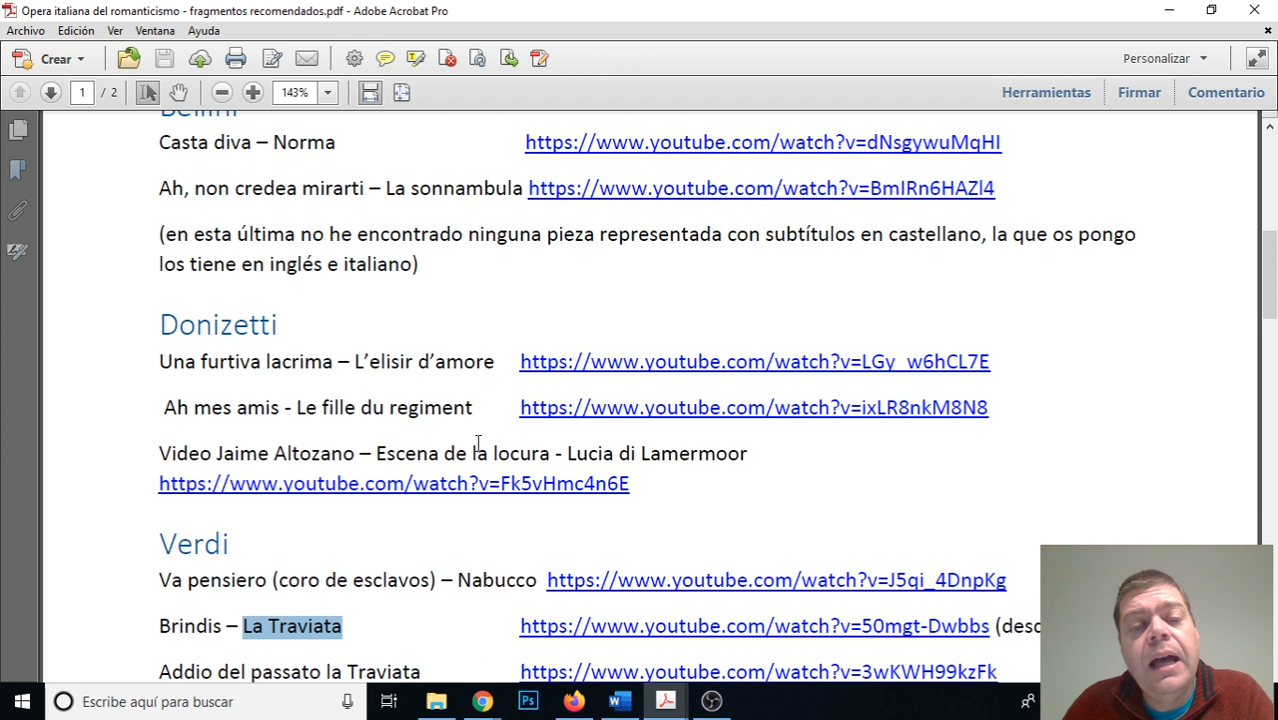 Opera italiana del romanticismo - fragmentos recomendados.pdf - Adobe Acrobat Pro
Archivo Edición Ver Ventana Ayuda
Crear Personalizar
1 / 2 143% Herramientas Firmar Comentario
Bellini
Casta diva – Norma https://www.youtube.com/watch?v=dNsgywuMqHI
Ah, non credea mirarti – La sonnambula https://www.youtube.com/watch?v=BmIRn6HAZl4
(en esta última no he encontrado ninguna pieza representada con subtítulos en castellano, la que os pongo
los tiene en inglés e italiano)
Donizetti
Una furtiva lacrima – L’elisir d’amore https://www.youtube.com/watch?v=LGy_w6hCL7E
Ah mes amis - Le fille du regiment https://www.youtube.com/watch?v=ixLR8nkM8N8
Video Jaime Altozano – Escena de la locura - Lucia di Lamermoor
https://www.youtube.com/watch?v=Fk5vHmc4n6E
Verdi
Va pensiero (coro de esclavos) – Nabucco https://www.youtube.com/watch?v=J5qi_4DnpKg
Brindis – La Traviata https://www.youtube.com/watch?v=50mgt-Dwbbs (desc
Addio del passato la Traviata https://www.youtube.com/watch?v=3wKWH99kzFk
Escribe aquí para buscar